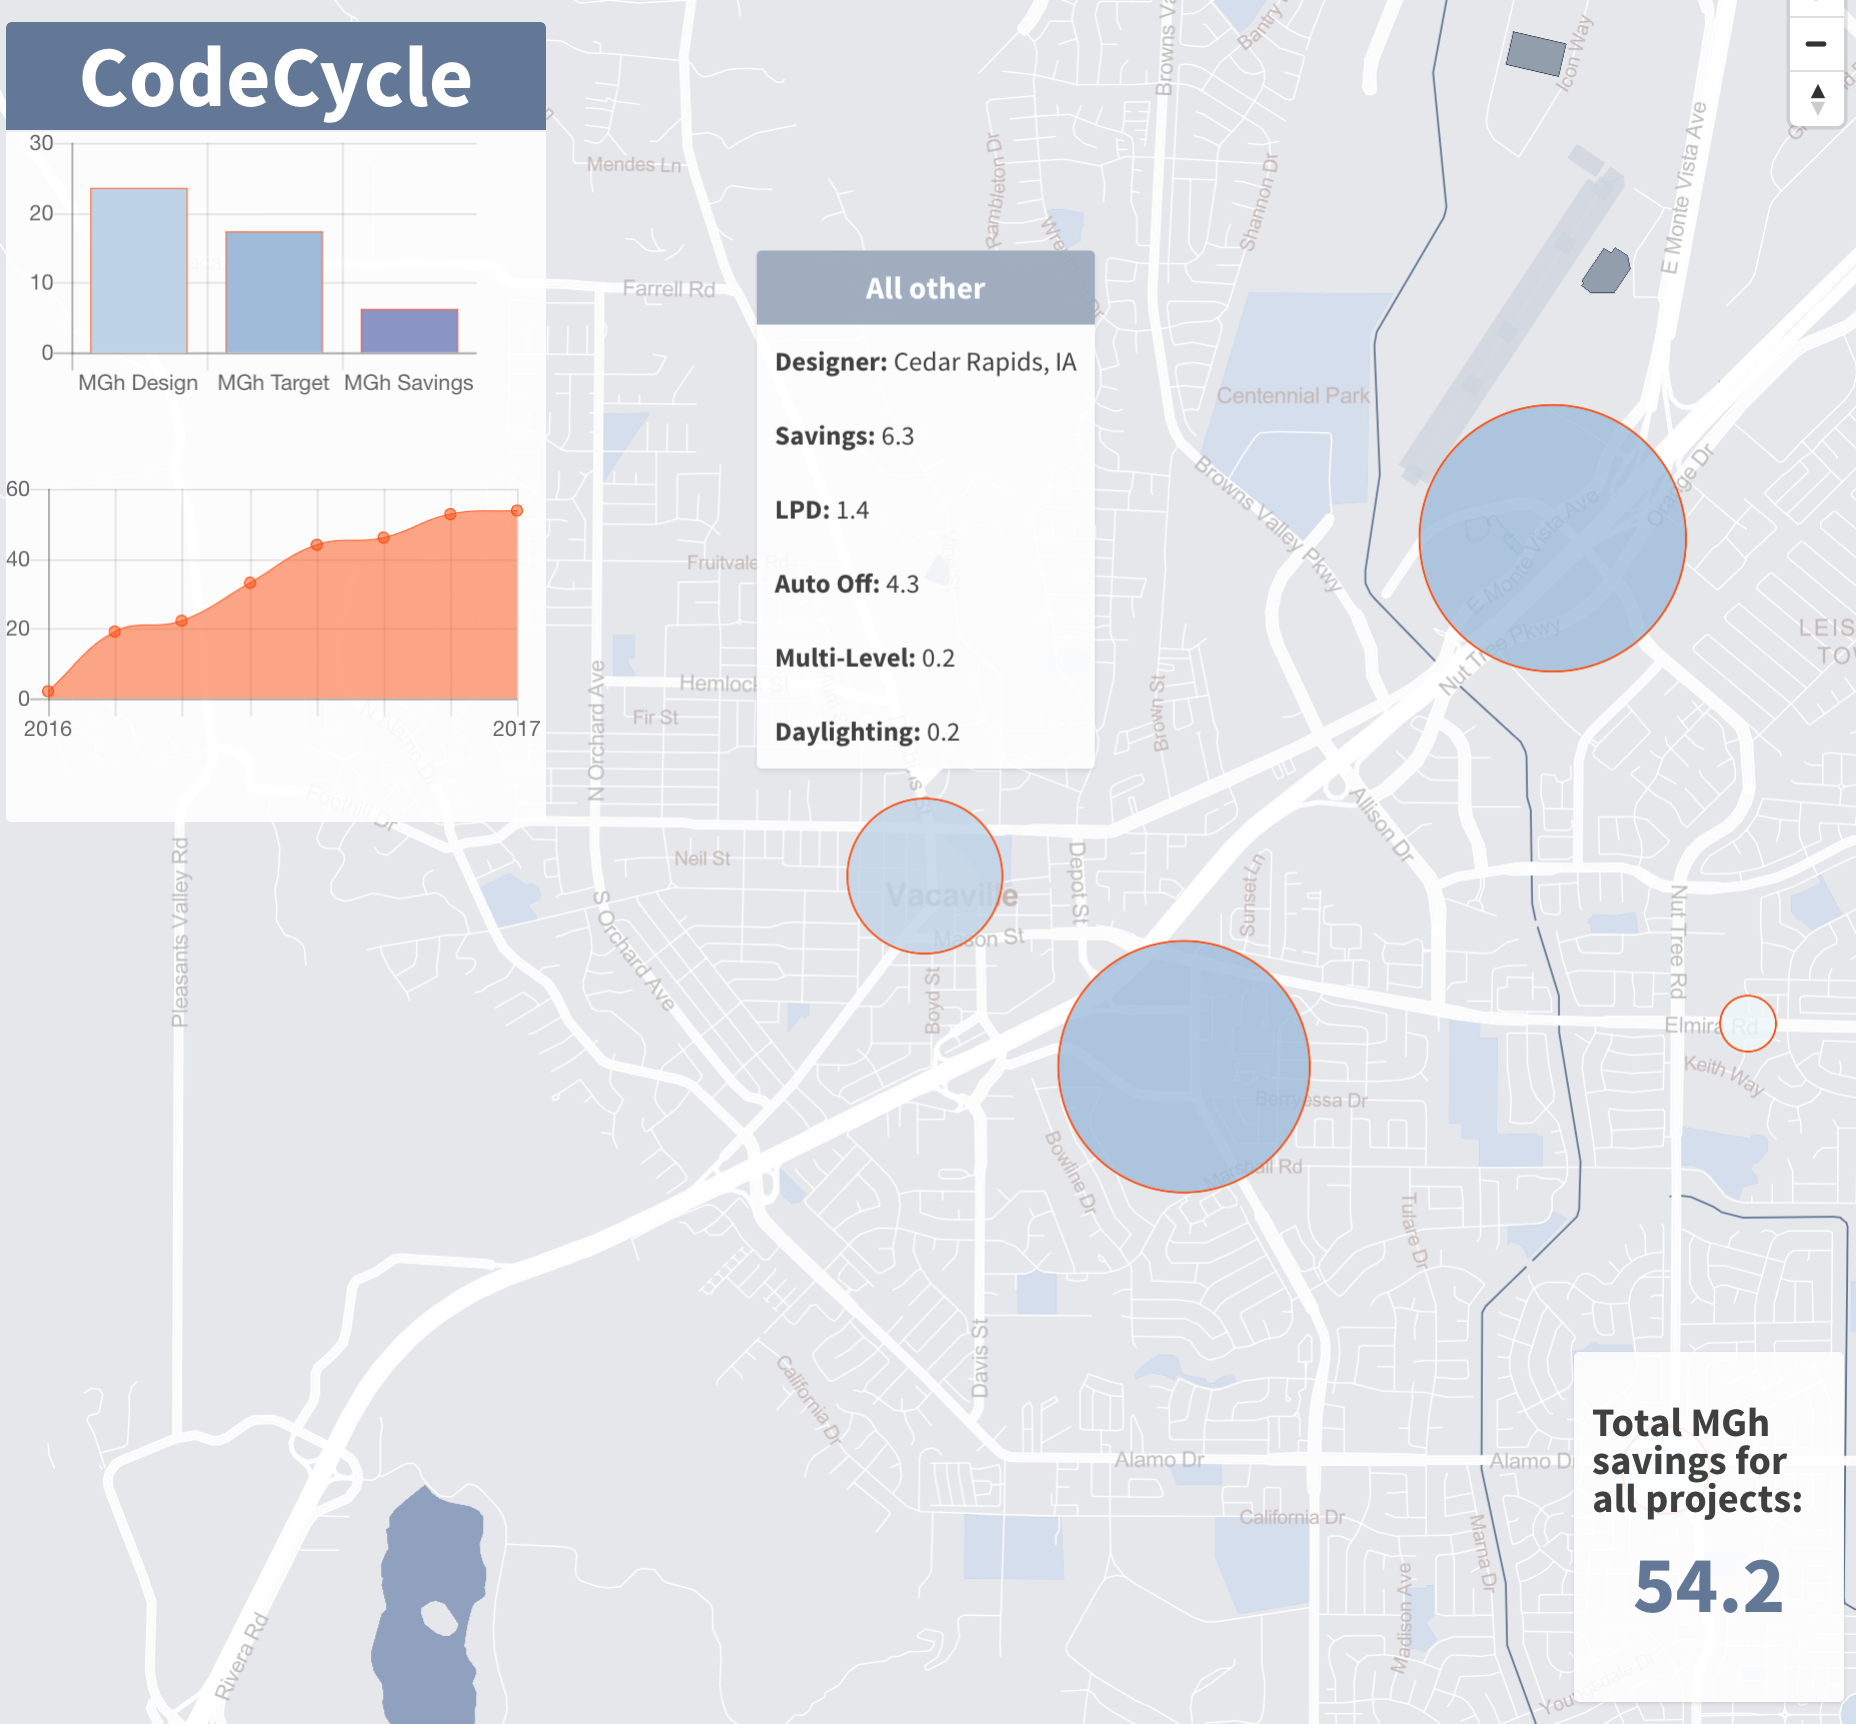 CodeCycle
30
20
10
0
MGh Design
MGh Target
MGh Savings
60
40
20
0
2016
2017
All other
Designer: Cedar Rapids, IA
Savings: 6.3
LPD: 1.4
Auto Off: 4.3
Multi-Level: 0.2
Daylighting: 0.2
Mendes Ln
Farrell Rd
Rambleton Dr
Shannon Dr
Icon Way
E Monte Vista Ave
Centennial Park
Browns Valley Pkwy
Orange Dr
E Monte Vista Ave
Nut Tree Pkwy
Fruitvale Rd
Hemlock St
Fir St
N Orchard Ave
Brown St
N Alamo Dr
Foothill Dr
Allison Dr
Neil St
Pleasants Valley Rd
S Orchard Ave
Vacaville
Mason St
Depot St
Sunset Ln
Nut Tree Rd
Boyd St
Elmira Rd
Keith Way
Berryessa Dr
Bowline Dr
Marshall Rd
Tulare Dr
Davis St
California Dr
Alamo Dr
Alamo Dr
California Dr
Marna Dr
Madison Ave
Rivera Rd
Total MGh
savings for
all projects:
54.2